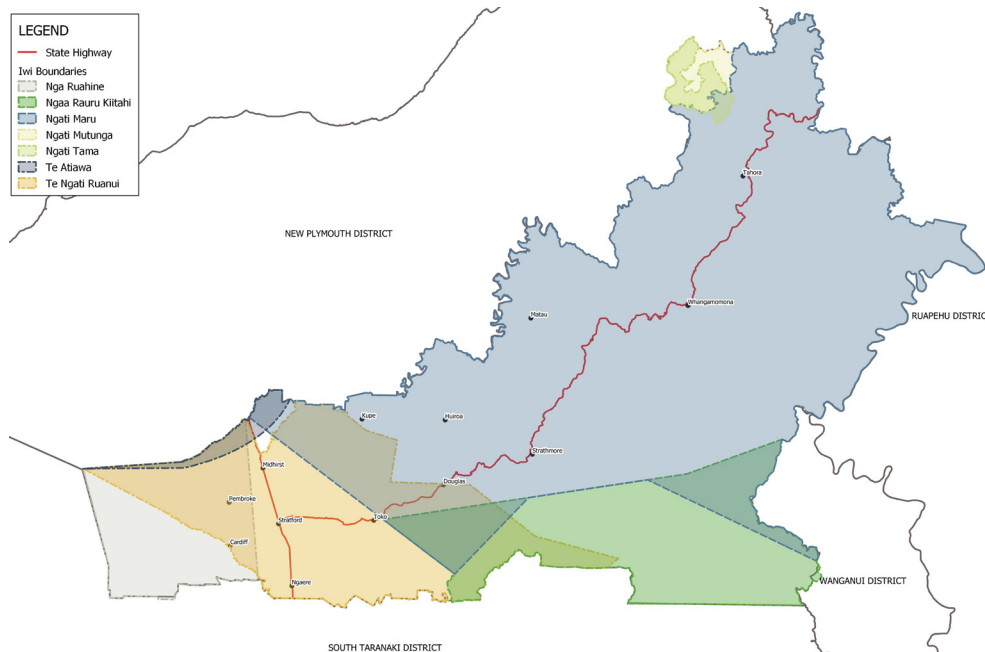 LEGEND
State Highway
Iwi Boundaries
Nga Ruahine
Ngaa Rauru Kiitahi
Ngati Maru
Ngati Mutunga
Ngati Tama
Te Atiawa
Te Ngati Ruanui
Tahora
NEW PLYMOUTH DISTRICT
Whangamomona
RUAPEHU DISTRIC
Matau
Kupe
Huiroa
Strathmore
Midhirst
Douglas
Pembroke
Stratford
Toko
Cardiff
Ngaere
WANGANUI DISTRICT
SOUTH TARANAKI DISTRICT